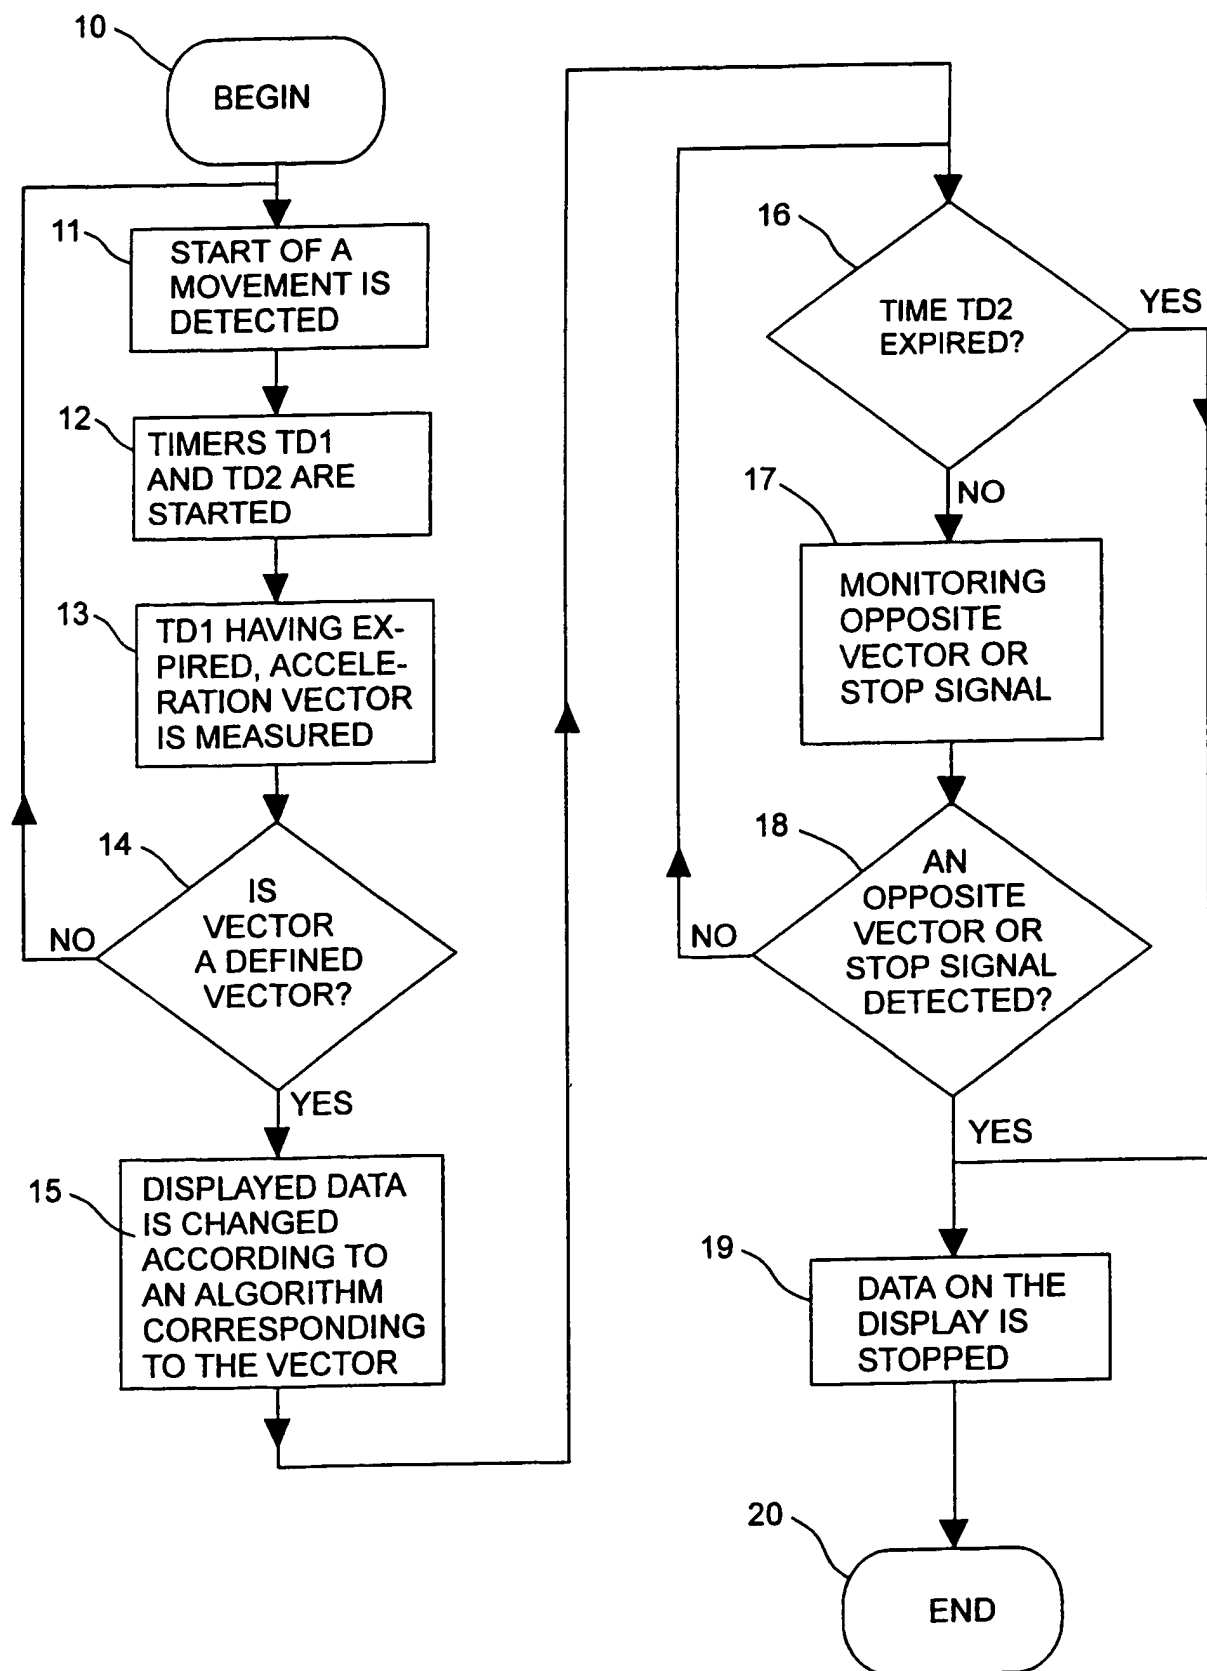 10
BEGIN
11
START OF A
MOVEMENT IS
DETECTED
12
TIMERS TD1
AND TD2 ARE
STARTED
13
TD1 HAVING EX-
PIRED, ACCELE-
RATION VECTOR
IS MEASURED
14
IS
VECTOR
A DEFINED
VECTOR?
NO
YES
15
DISPLAYED DATA
IS CHANGED
ACCORDING TO
AN ALGORITHM
CORRESPONDING
TO THE VECTOR
16
TIME TD2
EXPIRED?
YES
NO
17
MONITORING
OPPOSITE
VECTOR OR
STOP SIGNAL
18
AN
OPPOSITE
VECTOR OR
STOP SIGNAL
DETECTED?
NO
YES
19
DATA ON THE
DISPLAY IS
STOPPED
20
END